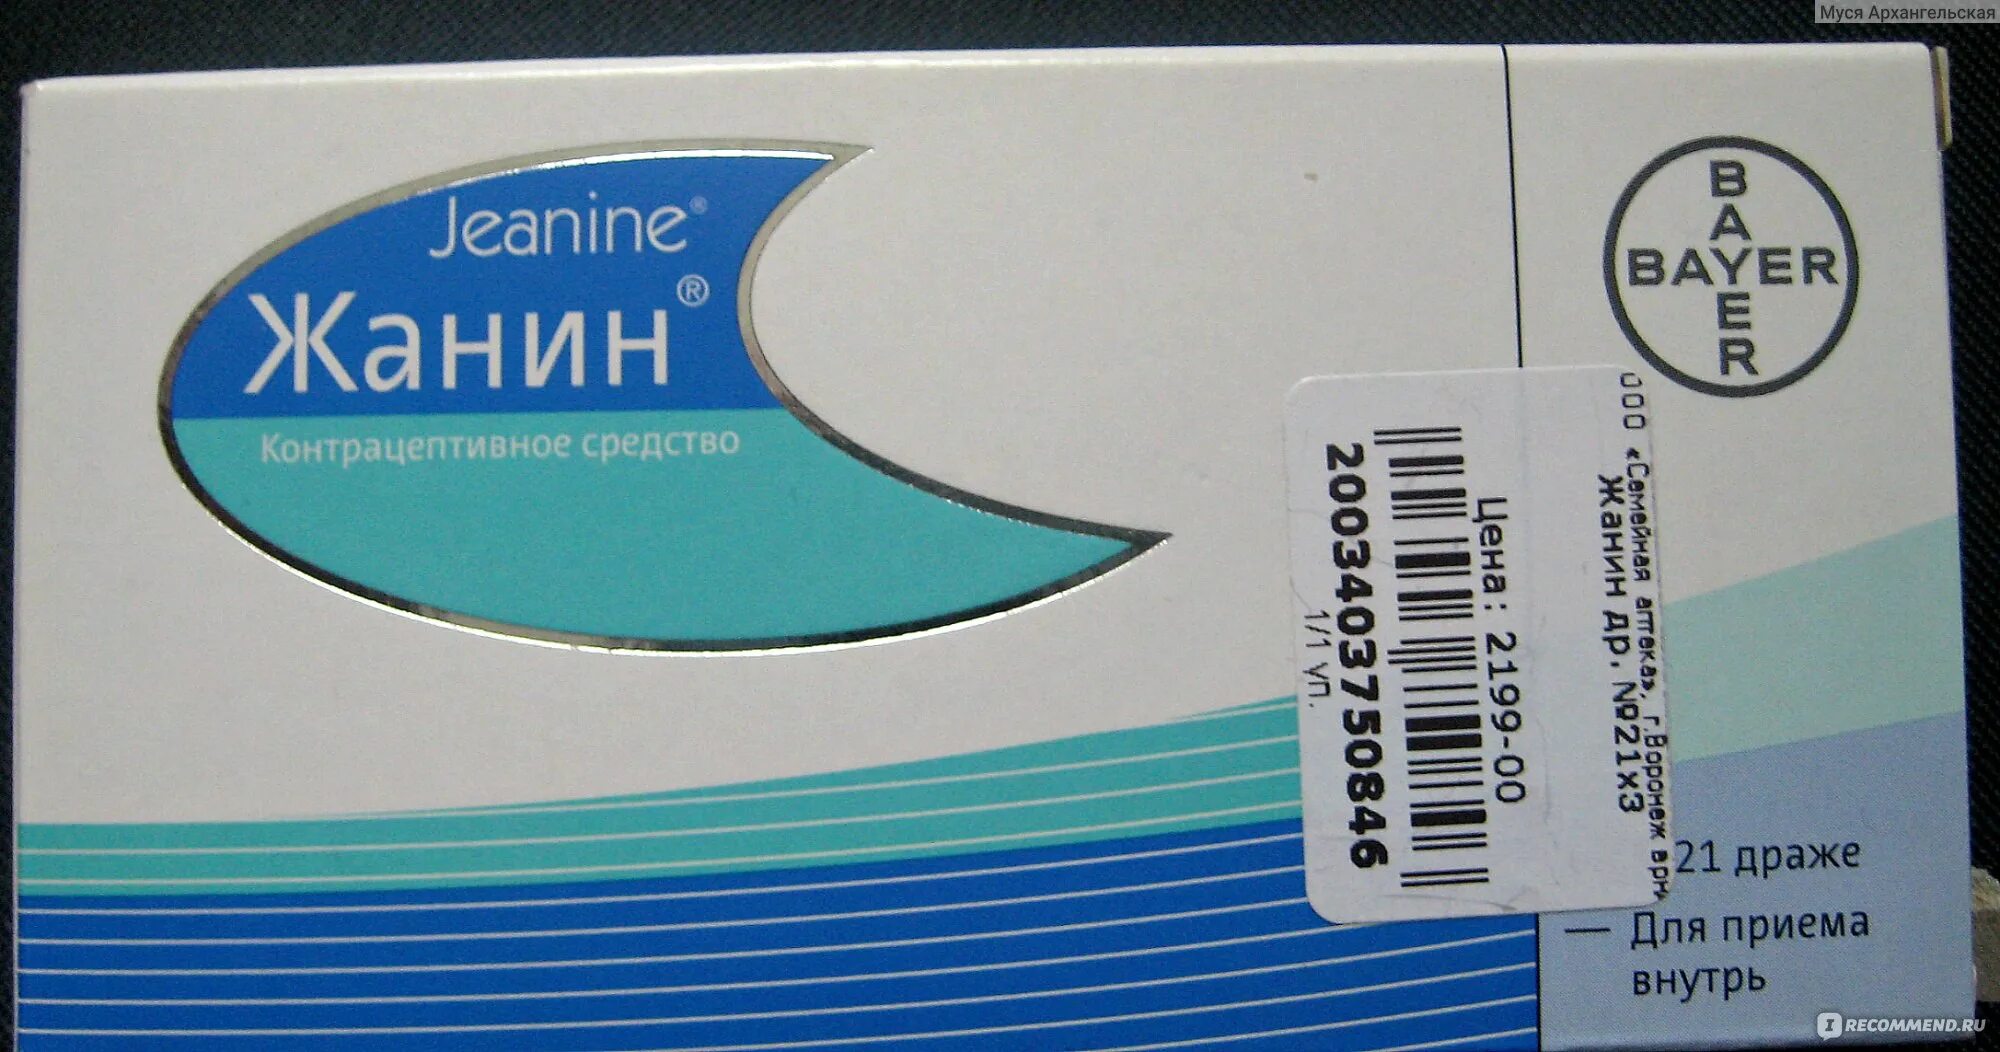 Муся Архангельская
Jeanine®
Жанин®
Контрацептивное средство
BAYER
BAYER
ООО «Семейная аптека», г.Воронеж
Жанин др. №21х3
Цена: 2199-00
2003403750846
1/1 уп.
21 драже
— Для приема
внутрь
IRECOMMEND.RU